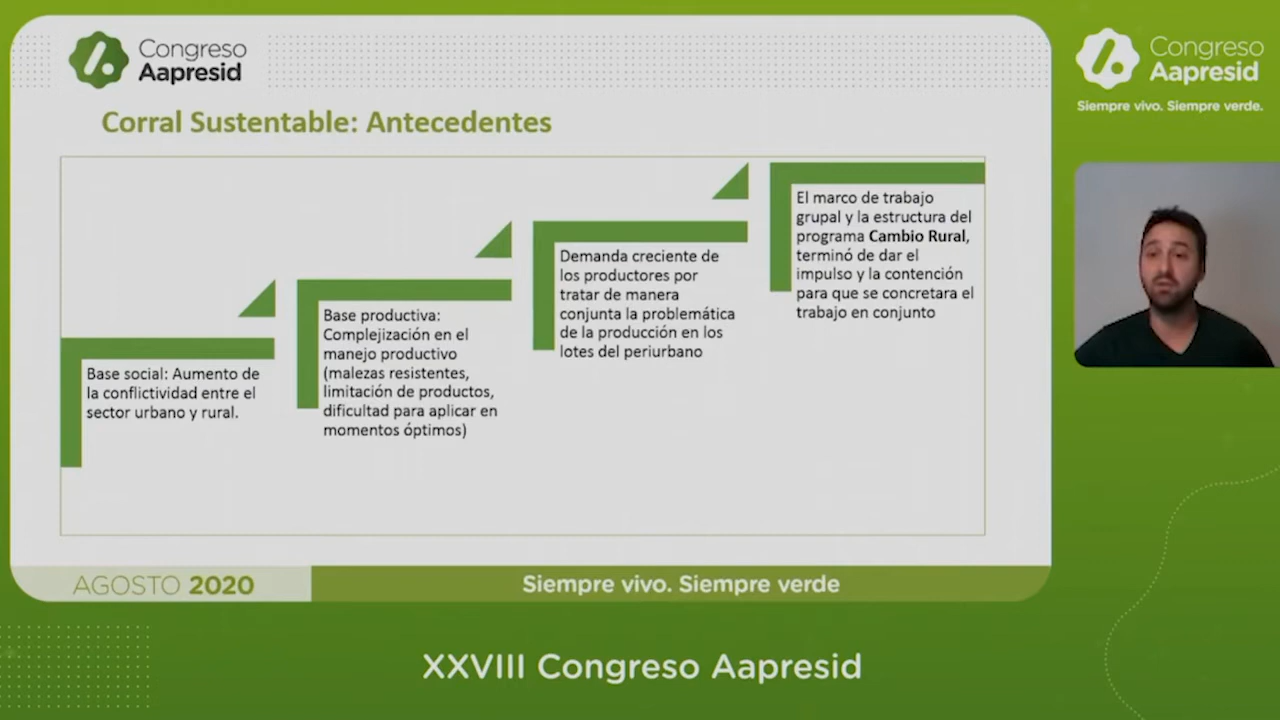 Congreso
Aapresid
Congreso
Aapresid
Siempre vivo. Siempre verde.
Corral Sustentable: Antecedentes
Base social: Aumento de
la conflictividad entre el
sector urbano y rural.
Base productiva:
Complejización en el
manejo productivo
(malezas resistentes,
limitación de productos,
dificultad para aplicar en
momentos óptimos)
Demanda creciente de
los productores por
tratar de manera
conjunta la problemática
de la producción en los
lotes del periurbano
El marco de trabajo
grupal y la estructura del
programa Cambio Rural,
terminó de dar el
impulso y la contención
para que se concretara el
trabajo en conjunto
AGOSTO 2020
Siempre vivo. Siempre verde
XXVIII Congreso Aapresid